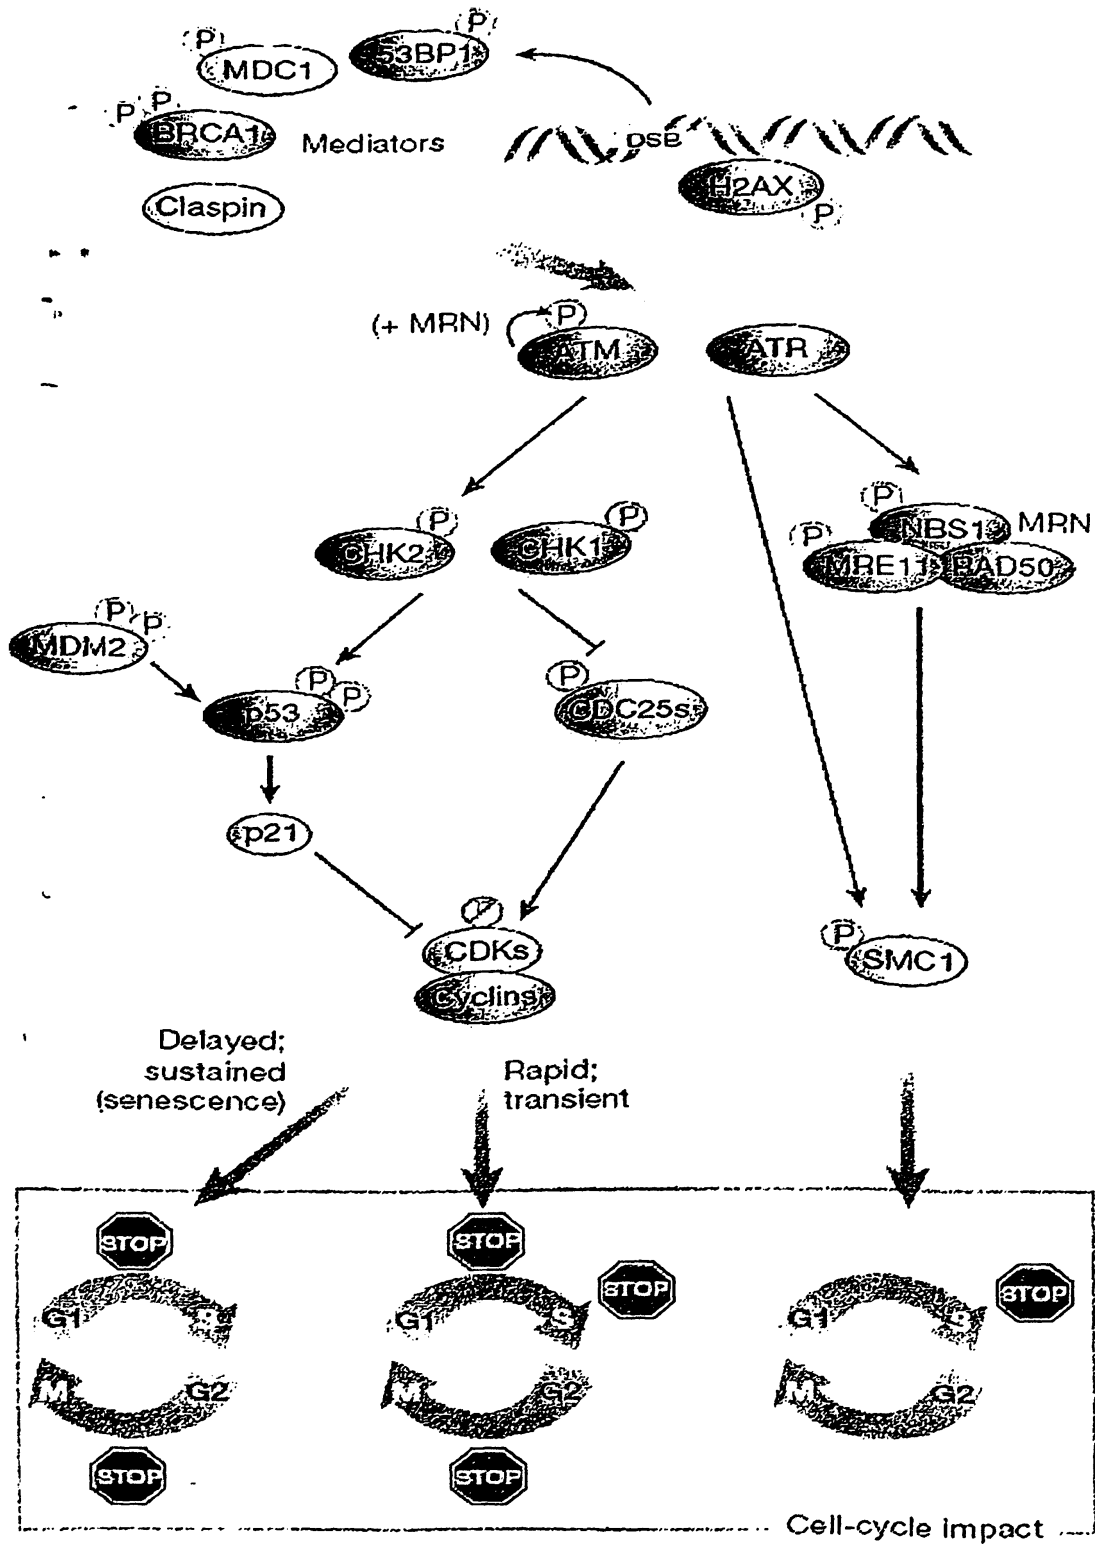 P
P
MDC1
53BP1
P P
BRCA1
Mediators
DSB
Claspin
H2AX
P
(+ MRN)
P
ATM
ATR
P
CHK2
P
CHK1
P
NBS1
MRN
P
MRE11
RAD50
P P
MDM2
P P
p53
P
CDC25s
p21
P
CDKs
Cyclins
P
SMC1
Delayed;
sustained
(senescence)
Rapid;
transient
STOP
G1
S
M
G2
STOP
STOP
STOP
G1
S
M
G2
STOP
STOP
G1
S
M
G2
Cell-cycle impact